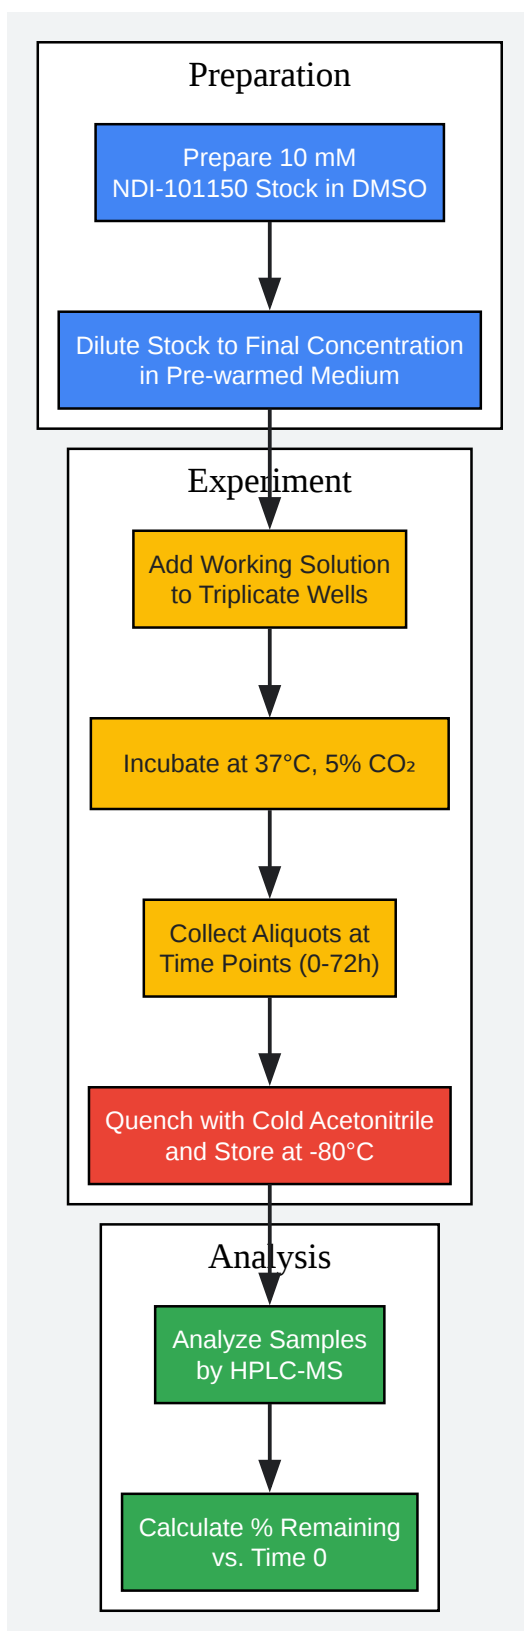 Preparation
Prepare 10 mM
NDI-101150 Stock in DMSO
Dilute Stock to Final Concentration
in Pre-warmed Medium
Experiment
Add Working Solution
to Triplicate Wells
Incubate at 37°C, 5% CO₂
Collect Aliquots at
Time Points (0-72h)
Quench with Cold Acetonitrile
and Store at -80°C
Analysis
Analyze Samples
by HPLC-MS
Calculate % Remaining
vs. Time 0